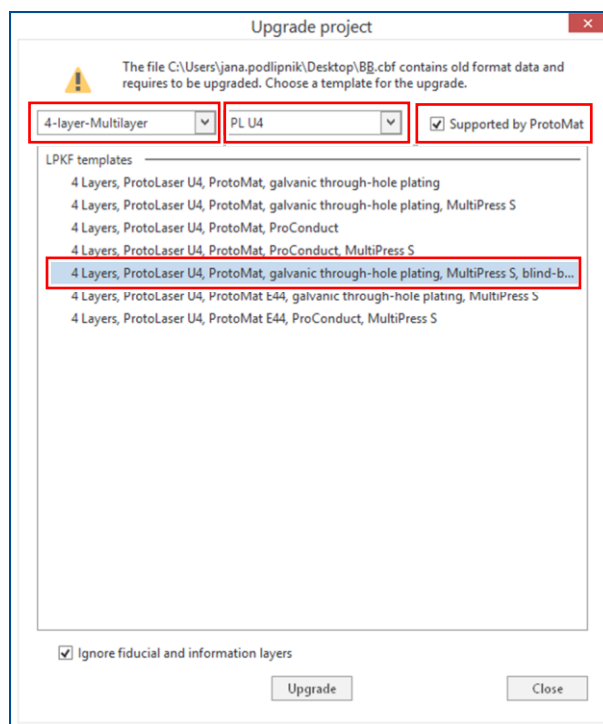 Upgrade project
The file C:\Users\jana.podlipnik\Desktop\BB.cbf contains old format data and
requires to be upgraded. Choose a template for the upgrade.
4-layer-Multilayer PL U4 Supported by ProtoMat
LPKF templates
4 Layers, ProtoLaser U4, ProtoMat, galvanic through-hole plating
4 Layers, ProtoLaser U4, ProtoMat, galvanic through-hole plating, MultiPress S
4 Layers, ProtoLaser U4, ProtoMat, ProConduct
4 Layers, ProtoLaser U4, ProtoMat, ProConduct, MultiPress S
4 Layers, ProtoLaser U4, ProtoMat, galvanic through-hole plating, MultiPress S, blind-b...
4 Layers, ProtoLaser U4, ProtoMat E44, galvanic through-hole plating, MultiPress S
4 Layers, ProtoLaser U4, ProtoMat E44, ProConduct, MultiPress S
Ignore fiducial and information layers
Upgrade Close